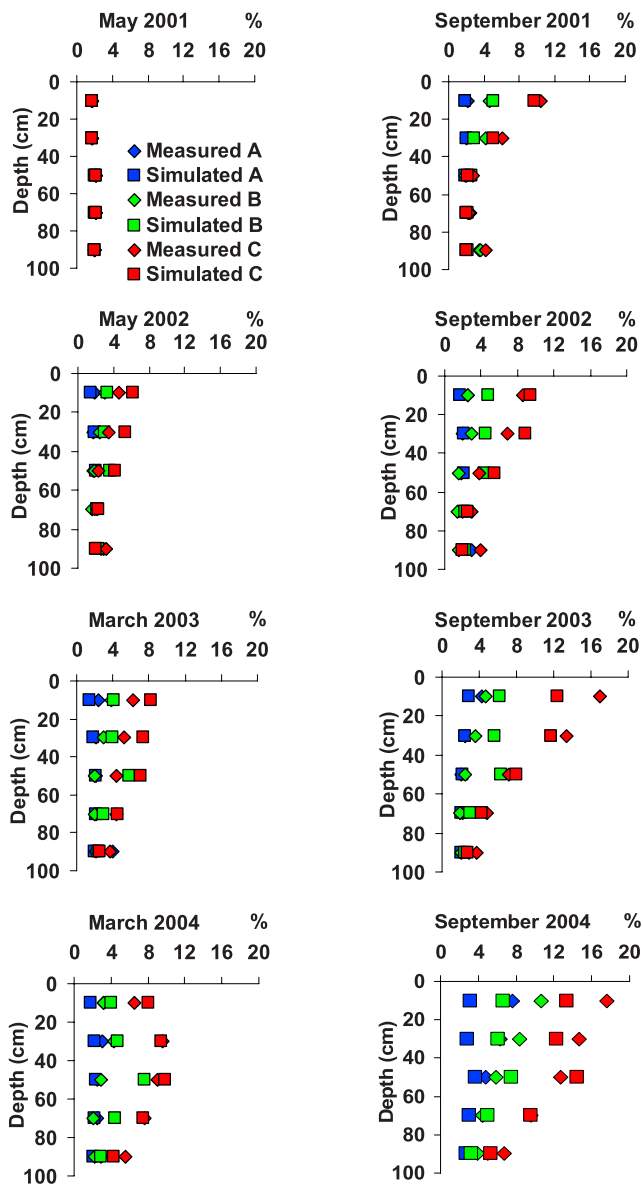 May 2001 %
0 4 8 12 16 20
0
20
40
60
80
100
Depth (cm)
Measured A
Simulated A
Measured B
Simulated B
Measured C
Simulated C
September 2001 %
0 4 8 12 16 20
0
20
40
60
80
100
Depth (cm)
May 2002 %
0 4 8 12 16 20
0
20
40
60
80
100
Depth (cm)
September 2002 %
0 4 8 12 16 20
0
20
40
60
80
100
Depth (cm)
March 2003 %
0 4 8 12 16 20
0
20
40
60
80
100
Depth (cm)
September 2003 %
0 4 8 12 16 20
0
20
40
60
80
100
Depth (cm)
March 2004 %
0 4 8 12 16 20
0
20
40
60
80
100
Depth (cm)
September 2004 %
0 4 8 12 16 20
0
20
40
60
80
100
Depth (cm)